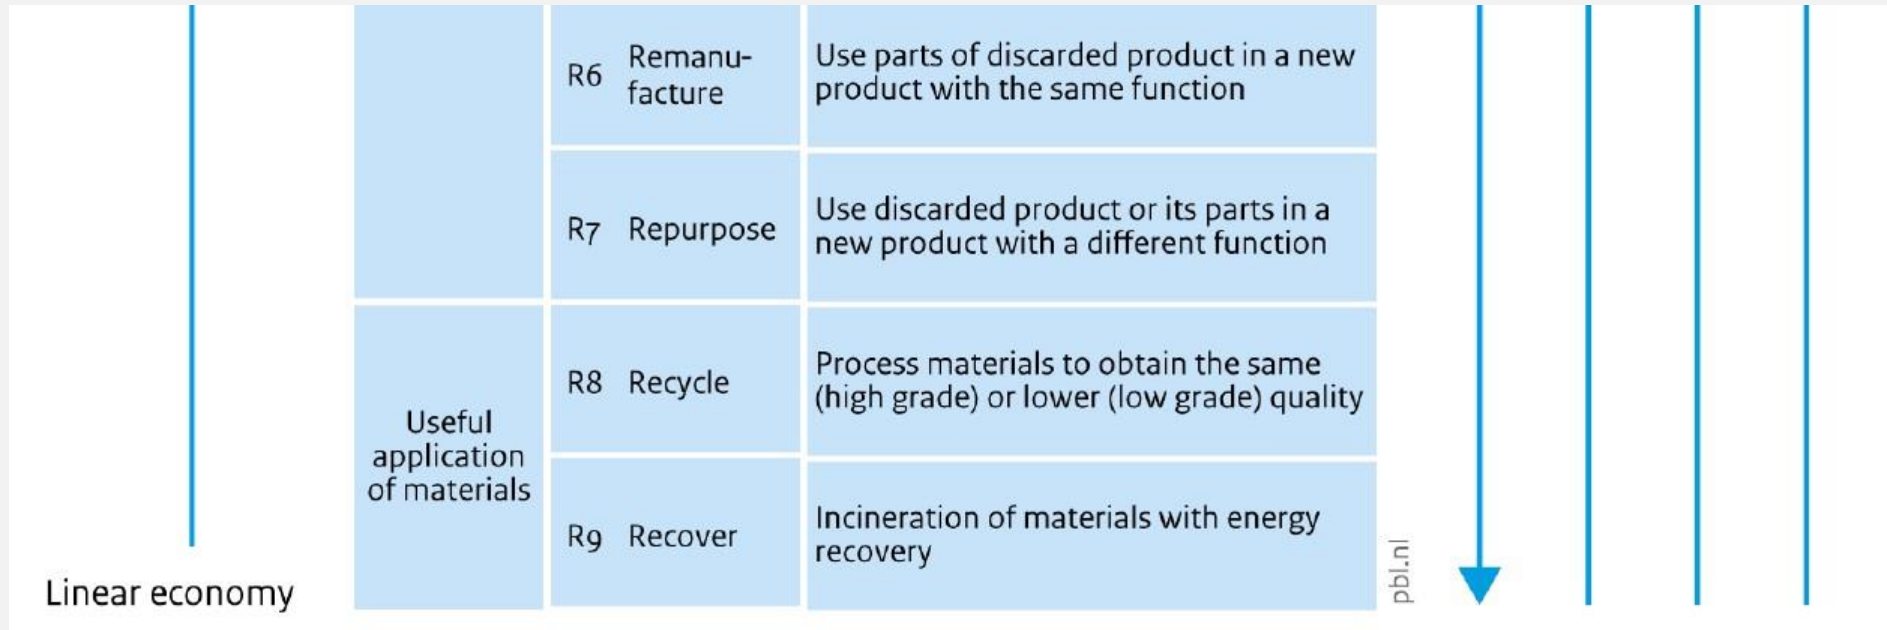 R6 Remanu-
facture
Use parts of discarded product in a new
product with the same function
R7 Repurpose
Use discarded product or its parts in a
new product with a different function
Useful
application
of materials
R8 Recycle
Process materials to obtain the same
(high grade) or lower (low grade) quality
R9 Recover
Incineration of materials with energy
recovery
Linear economy
pbl.nl